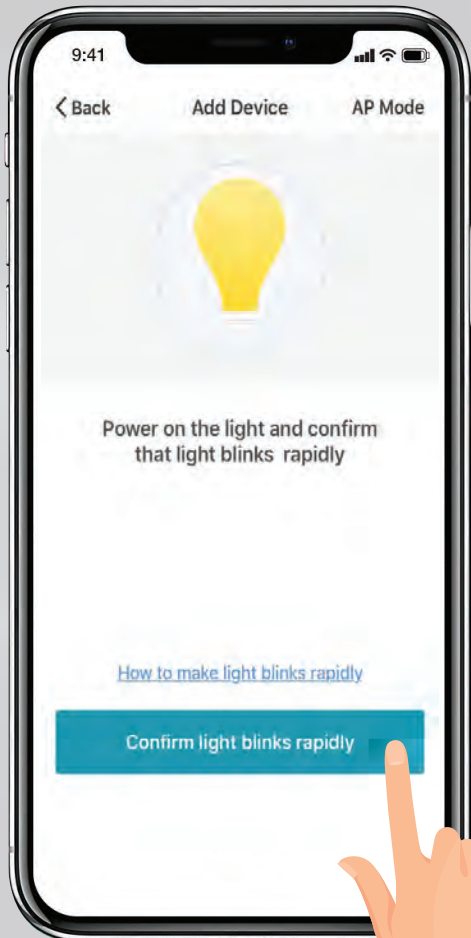 9:41
Back Add Device AP Mode
Power on the light and confirm
that light blinks rapidly
How to make light blinks rapidly
Confirm light blinks rapidly